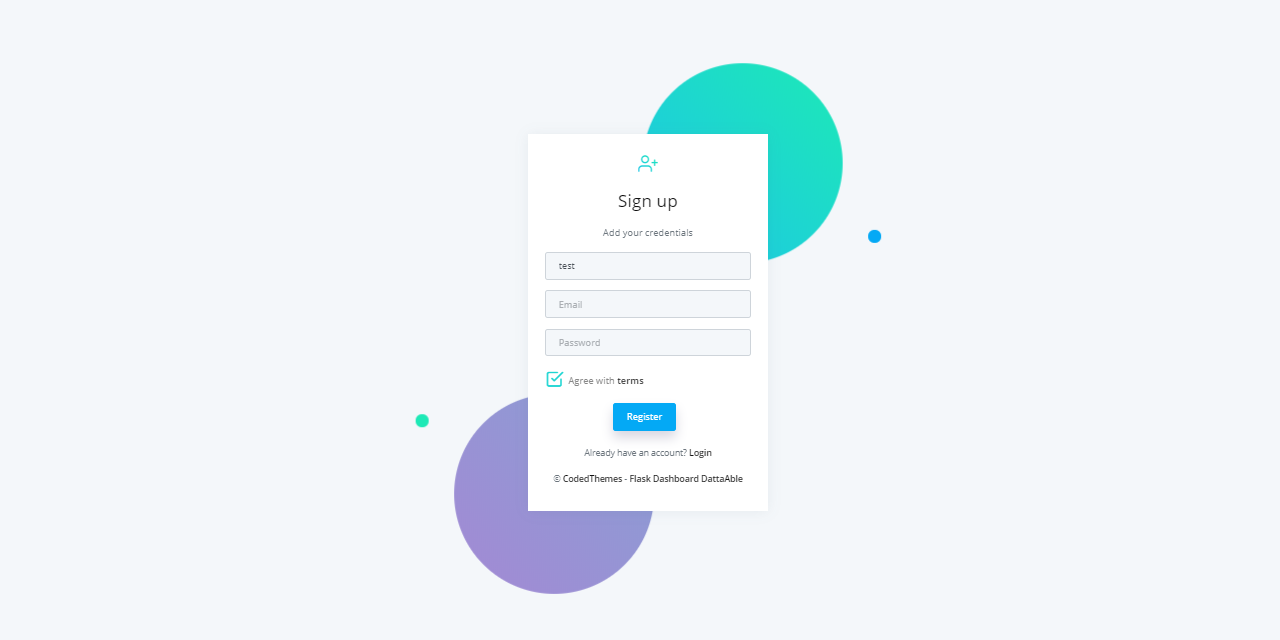 Sign up
Add your credentials
test
Email
Password
Agree with terms
Register
Already have an account? Login
© CodedThemes - Flask Dashboard DattaAble